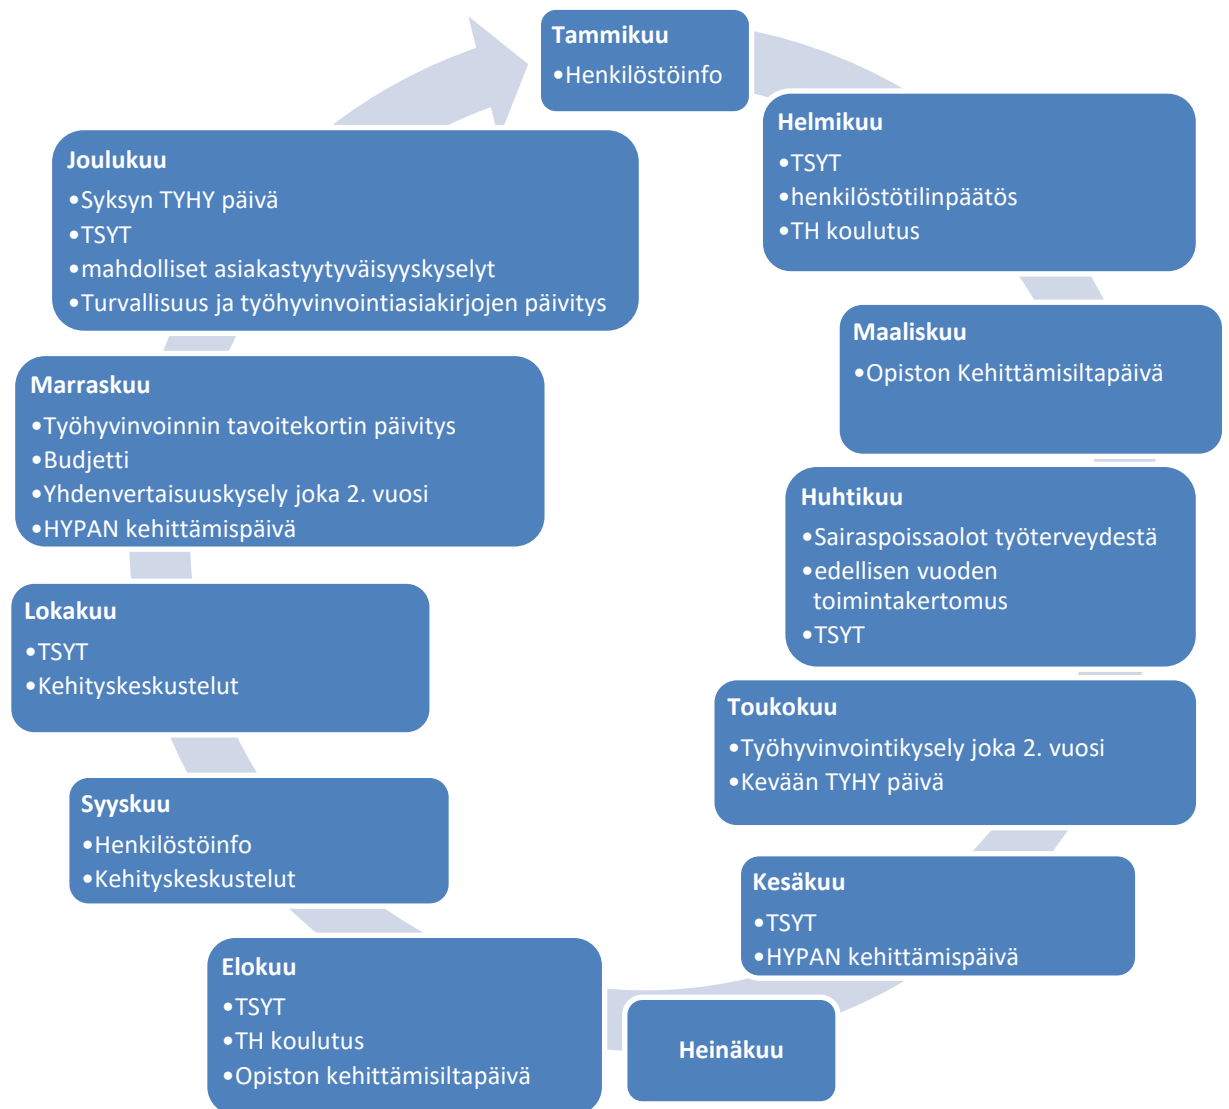 Tammikuu
•Henkilöstöinfo
Helmikuu
•TSYT
•henkilöstötilinpäätös
•TH koulutus
Maaliskuu
•Opiston Kehittämisiltapäivä
Huhtikuu
•Sairaspoissaolot työterveydestä
•edellisen vuoden
toimintakertomus
•TSYT
Toukokuu
•Työhyvinvointikysely joka 2. vuosi
•Kevään TYHY päivä
Kesäkuu
•TSYT
•HYPAN kehittämispäivä
Heinäkuu
Elokuu
•TSYT
•TH koulutus
•Opiston kehittämisiltapäivä
Syyskuu
•Henkilöstöinfo
•Kehityskeskustelut
Lokakuu
•TSYT
•Kehityskeskustelut
Marraskuu
•Työhyvinvoinnin tavoitekortin päivitys
•Budjetti
•Yhdenvertaisuuskysely joka 2. vuosi
•HYPAN kehittämispäivä
Joulukuu
•Syksyn TYHY päivä
•TSYT
•mahdolliset asiakastyytyväisyyskyselyt
•Turvallisuus ja työhyvinvointiasiakirjojen päivitys